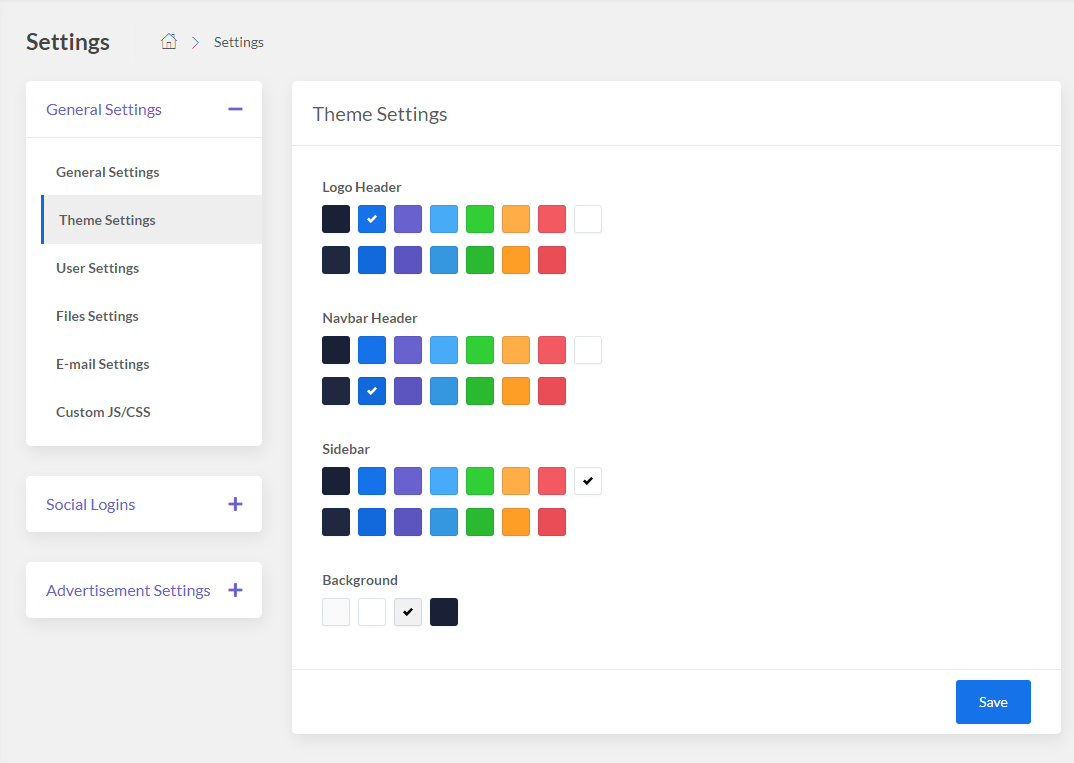 Settings
Settings
General Settings
General Settings
Theme Settings
User Settings
Files Settings
E-mail Settings
Custom JS/CSS
Social Logins
Advertisement Settings
Theme Settings
Logo Header
Navbar Header
Sidebar
Background
Save